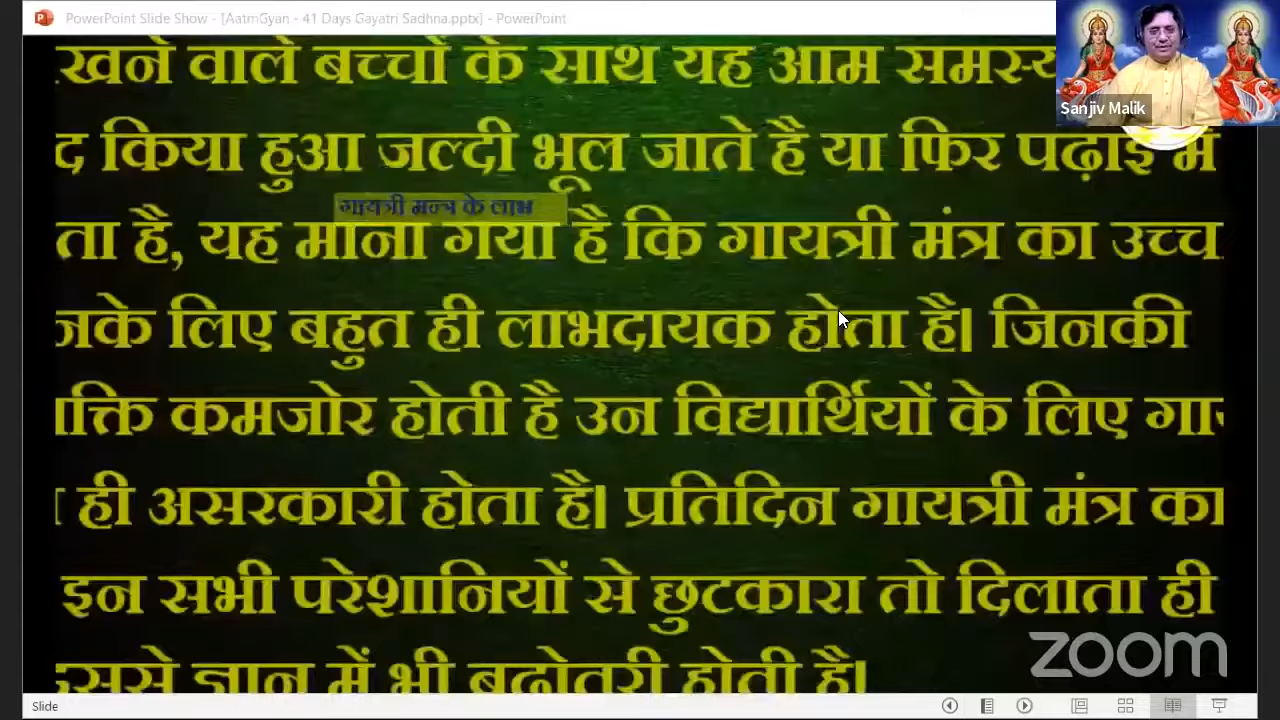 PowerPoint Slide Show - [AatmGyan - 41 Days Gayatri Sadhna.pptx] - PowerPoint
Sanjiv Malik
खने वाले बच्चों के साथ यह आम समस्य
द किया हुआ जल्दी भूल जाते है या फिर पढ़ाई में
गायत्री मन्त्र के लाभ
ता है, यह माना गया है कि गायत्री मंत्र का उच्च
के लिए बहुत ही लाभदायक होता है| जिनकी
क्ति कमजोर होती है उन विद्यार्थियों के लिए गा
ही असरकारी होता है| प्रतिदिन गायत्री मंत्र का
इन सभी परेशानियों से छुटकारा तो दिलाता ही
ससे ज्ञान में भी बढ़ोतरी होती है|
zoom
Slide